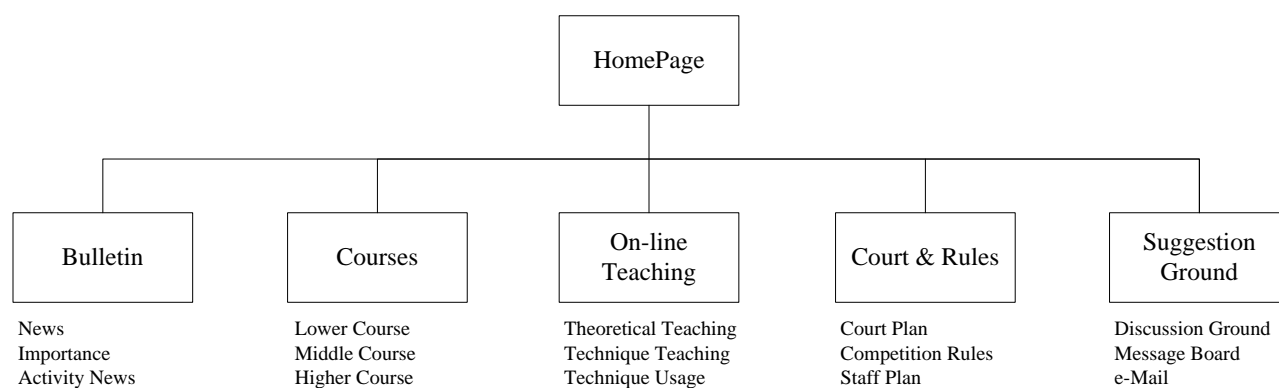 HomePage
Bulletin
Courses
On-line
Teaching
Court & Rules
Suggestion
Ground
News
Importance
Activity News
Lower Course
Middle Course
Higher Course
Theoretical Teaching
Technique Teaching
Technique Usage
Court Plan
Competition Rules
Staff Plan
Discussion Ground
Message Board
e-Mail